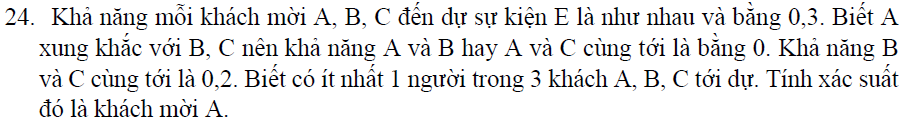 24. Khả năng mỗi khách mời A, B, C đến dự sự kiện E là như nhau và bằng 0,3. Biết A
xung khắc với B, C nên khả năng A và B hay A và C cùng tới là bằng 0. Khả năng B
và C cùng tới là 0,2. Biết có ít nhất 1 người trong 3 khách A, B, C tới dự. Tính xác suất
đó là khách mời A.